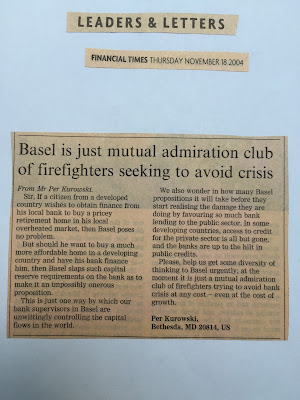 LEADERS & LETTERS
FINANCIAL TIMES THURSDAY NOVEMBER 18 2004
Basel is just mutual admiration club
of firefighters seeking to avoid crisis
From Mr Per Kurowski.
Sir, If a citizen from a developed
country wishes to obtain finance from
his local bank to buy a pricey
retirement home in his local
overheated market, then Basel poses
no problem.
But should he want to buy a much
more affordable home in a developing
country and have his bank finance
him, then Basel slaps such capital
reserve requirements on the bank as to
make it an impossibly onerous
proposition.
This is just one way by which our
bank supervisors in Basel are
unwittingly controlling the capital
flows in the world.
We also wonder in how many Basel
propositions it will take before they
start realising the damage they are
doing by favouring so much bank
lending to the public sector. In some
developing countries, access to credit
for the private sector is all but gone,
and the banks are up to the hilt in
public credits.
Please, help us get some diversity
of thinking to Basel urgently; at the
moment it is just a mutual admiration
club of firefighters trying to avoid bank
crisis at any cost – even at the cost of
growth.
Per Kurowski,
Bethesda, MD 20814, US